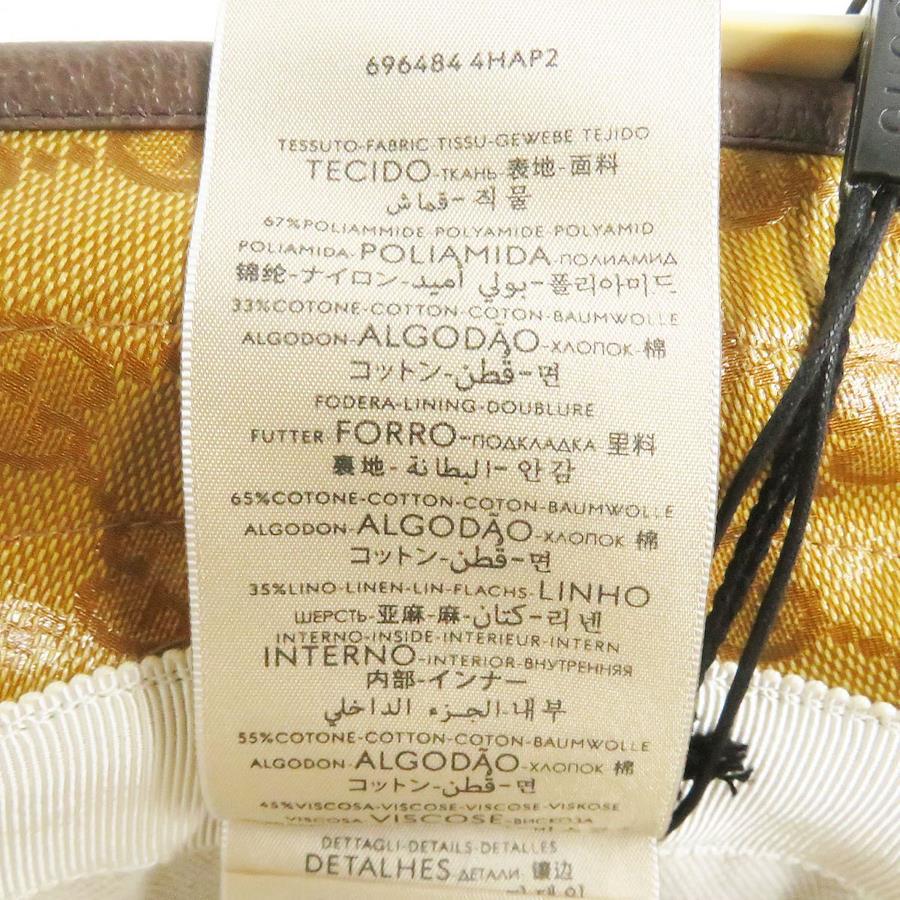 696484 4HAP2
TESSUTO-FABRIC TISSU-GEWEBE TEJIDO
TECIDO-ТКАНЬ-表地-面料
قماش-직물
67%POLIAMMIDE-POLYAMIDE-POLYAMID
POLIAMIDA-POLIAMIDA-ПОЛИАМИД
锦纶-ナイロン-بولي أميد-폴리아미드
33%COTONE-COTTON-COTON-BAUMWOLLE
ALGODON-ALGODÃO-ХЛОПОК-棉
コットン-قُطن-면
FODERA-LINING-DOUBLURE
FUTTER-FORRO-ПОДКЛАДКА 里料
裏地-البطانة-안감
65%COTONE-COTTON-COTON-BAUMWOLLE
ALGODON-ALGODÃO-ХЛОПОК 棉
コットン-قُطن-면
35%LINO-LINEN-LIN-FLACHS-LINHO
ШЕРСТЬ-亚麻-麻-كتان-리넨
INTERNO-INSIDE-INTERIEUR-INTERN
INTERNO-INTERIOR-ВНУТРЕННЯЯ
内部-インナー
الجزء الداخلي-내부
55%COTONE-COTTON-COTON-BAUMWOLLE
ALGODON-ALGODÃO-ХЛОПОК 棉
コットン-قُطن-면
45%VISCOSA-VISCOSE-VISCOSE-VISKOSE
VISCOSA-VISCOSE-ВИСКОЗА
DETTAGLI-DETAILS-DETALLES
DETALHES ДЕТАЛИ 镶边